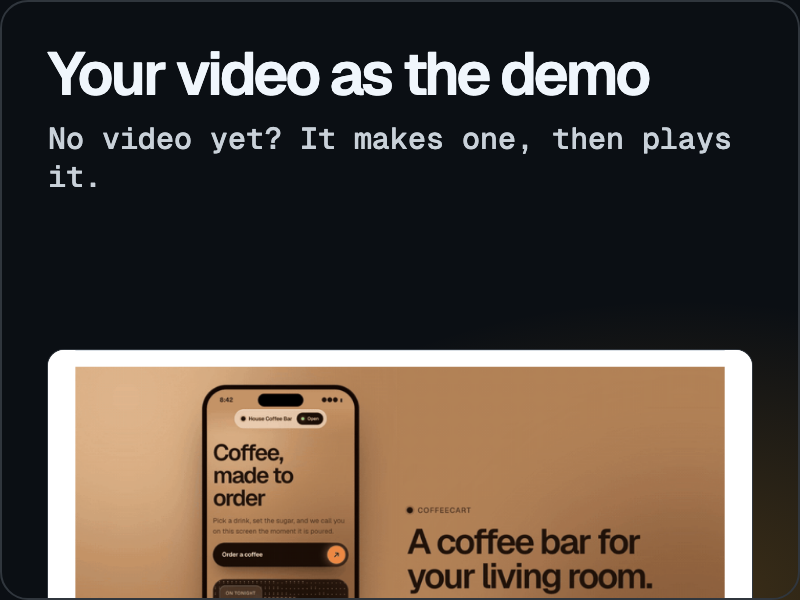 Your video as the demo
No video yet? It makes one, then plays
it.
8:42
House Coffee Bar
Open
Coffee,
made to
order
Pick a drink, set the sugar, and we call you
on this screen the moment it is poured.
Order a coffee
ON TONIGHT
COFFEECART
A coffee bar for
your living room.